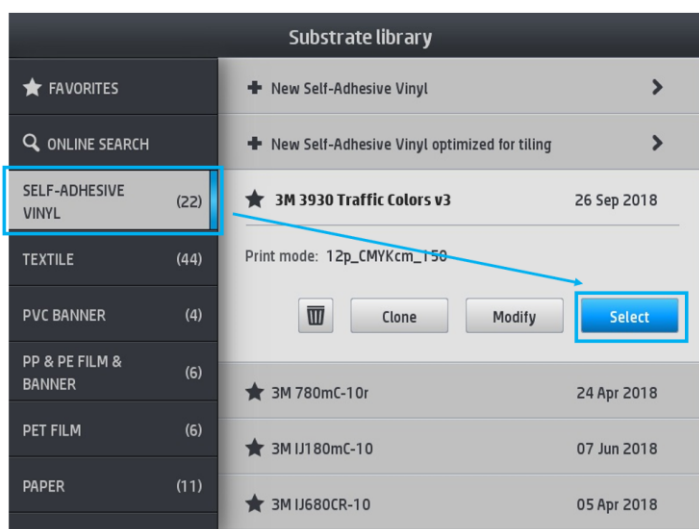 Substrate library
FAVORITES
ONLINE SEARCH
SELF-ADHESIVE
VINYL
(22)
TEXTILE
(44)
PVC BANNER
(4)
PP & PE FILM &
BANNER
(6)
PET FILM
(6)
PAPER
(11)
New Self-Adhesive Vinyl
New Self-Adhesive Vinyl optimized for tiling
3M 3930 Traffic Colors v3
26 Sep 2018
Print mode: 12p_CMYKcm_150
Clone
Modify
Select
3M 780mC-10r
24 Apr 2018
3M IJ180mC-10
07 Jun 2018
3M IJ680CR-10
05 Apr 2018